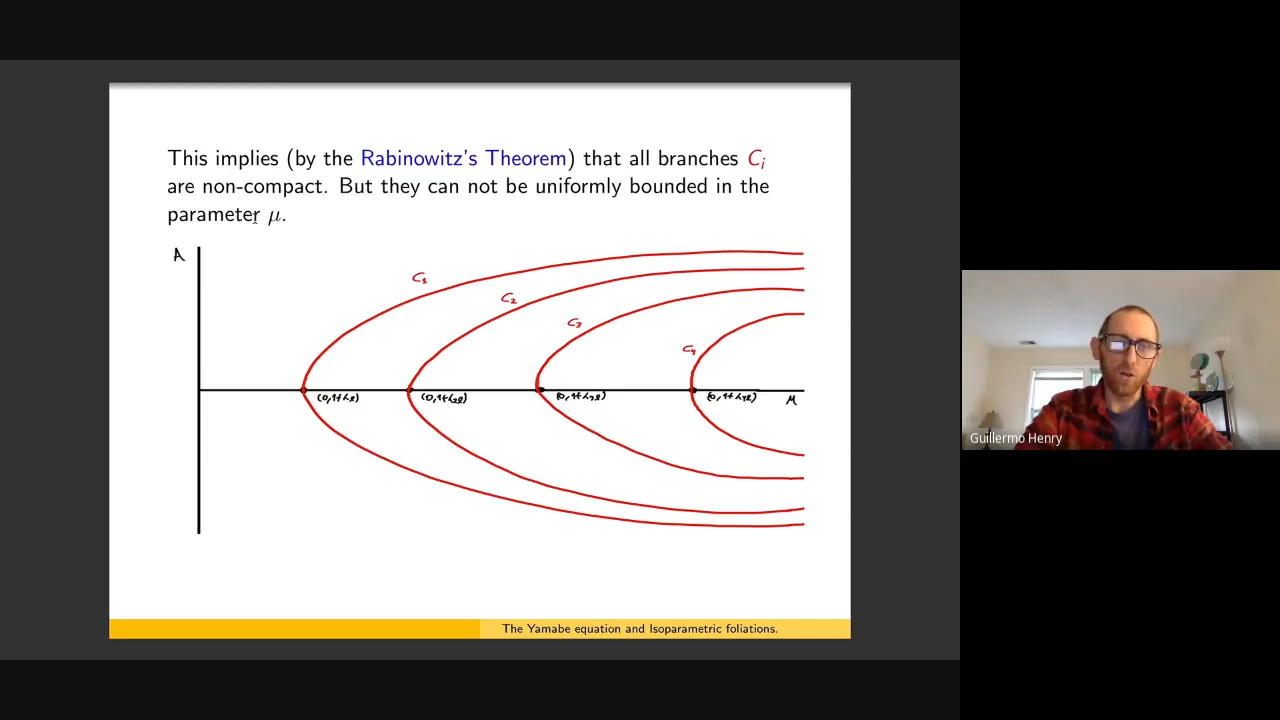 This implies (by the Rabinowitz's Theorem) that all branches Cᵢ
are non-compact. But they can not be uniformly bounded in the
parameter μ.
A
C₁
C₂
C₃
C₄
μ
The Yamabe equation and Isoparametric foliations.
Guillermo Henry